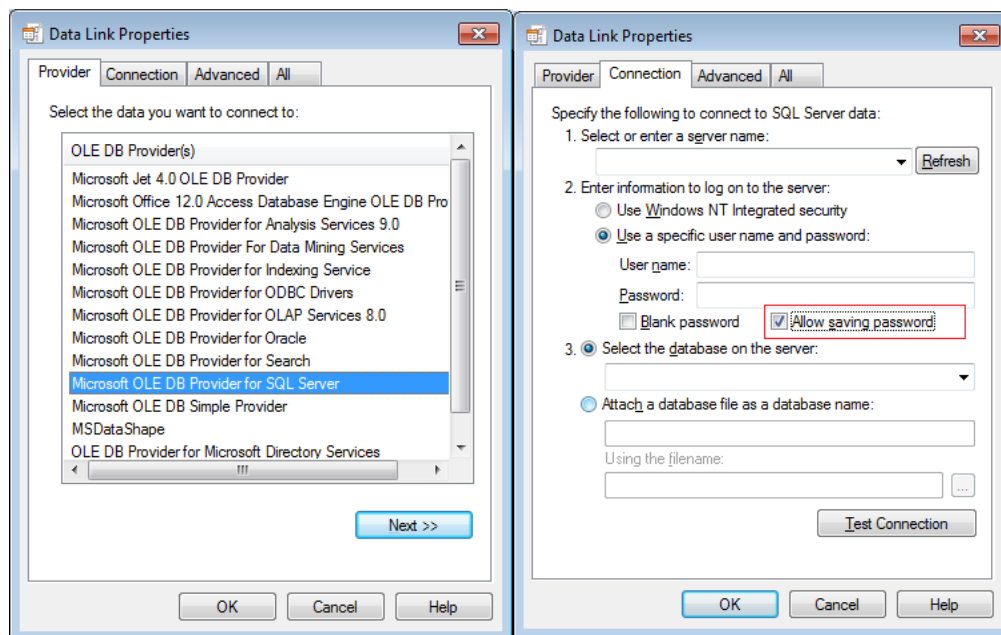 Data Link Properties
Provider Connection Advanced All
Select the data you want to connect to:
OLE DB Provider(s)
Microsoft Jet 4.0 OLE DB Provider
Microsoft Office 12.0 Access Database Engine OLE DB Pro
Microsoft OLE DB Provider for Analysis Services 9.0
Microsoft OLE DB Provider For Data Mining Services
Microsoft OLE DB Provider for Indexing Service
Microsoft OLE DB Provider for ODBC Drivers
Microsoft OLE DB Provider for OLAP Services 8.0
Microsoft OLE DB Provider for Oracle
Microsoft OLE DB Provider for Search
Microsoft OLE DB Provider for SQL Server
Microsoft OLE DB Simple Provider
MSDataShape
OLE DB Provider for Microsoft Directory Services
Next >>
OK Cancel Help
Data Link Properties
Provider Connection Advanced All
Specify the following to connect to SQL Server data:
1. Select or enter a server name:
Refresh
2. Enter information to log on to the server:
Use Windows NT Integrated security
Use a specific user name and password:
User name:
Password:
Blank password Allow saving password
3. Select the database on the server:
Attach a database file as a database name:
Using the filename:
...
Test Connection
OK Cancel Help